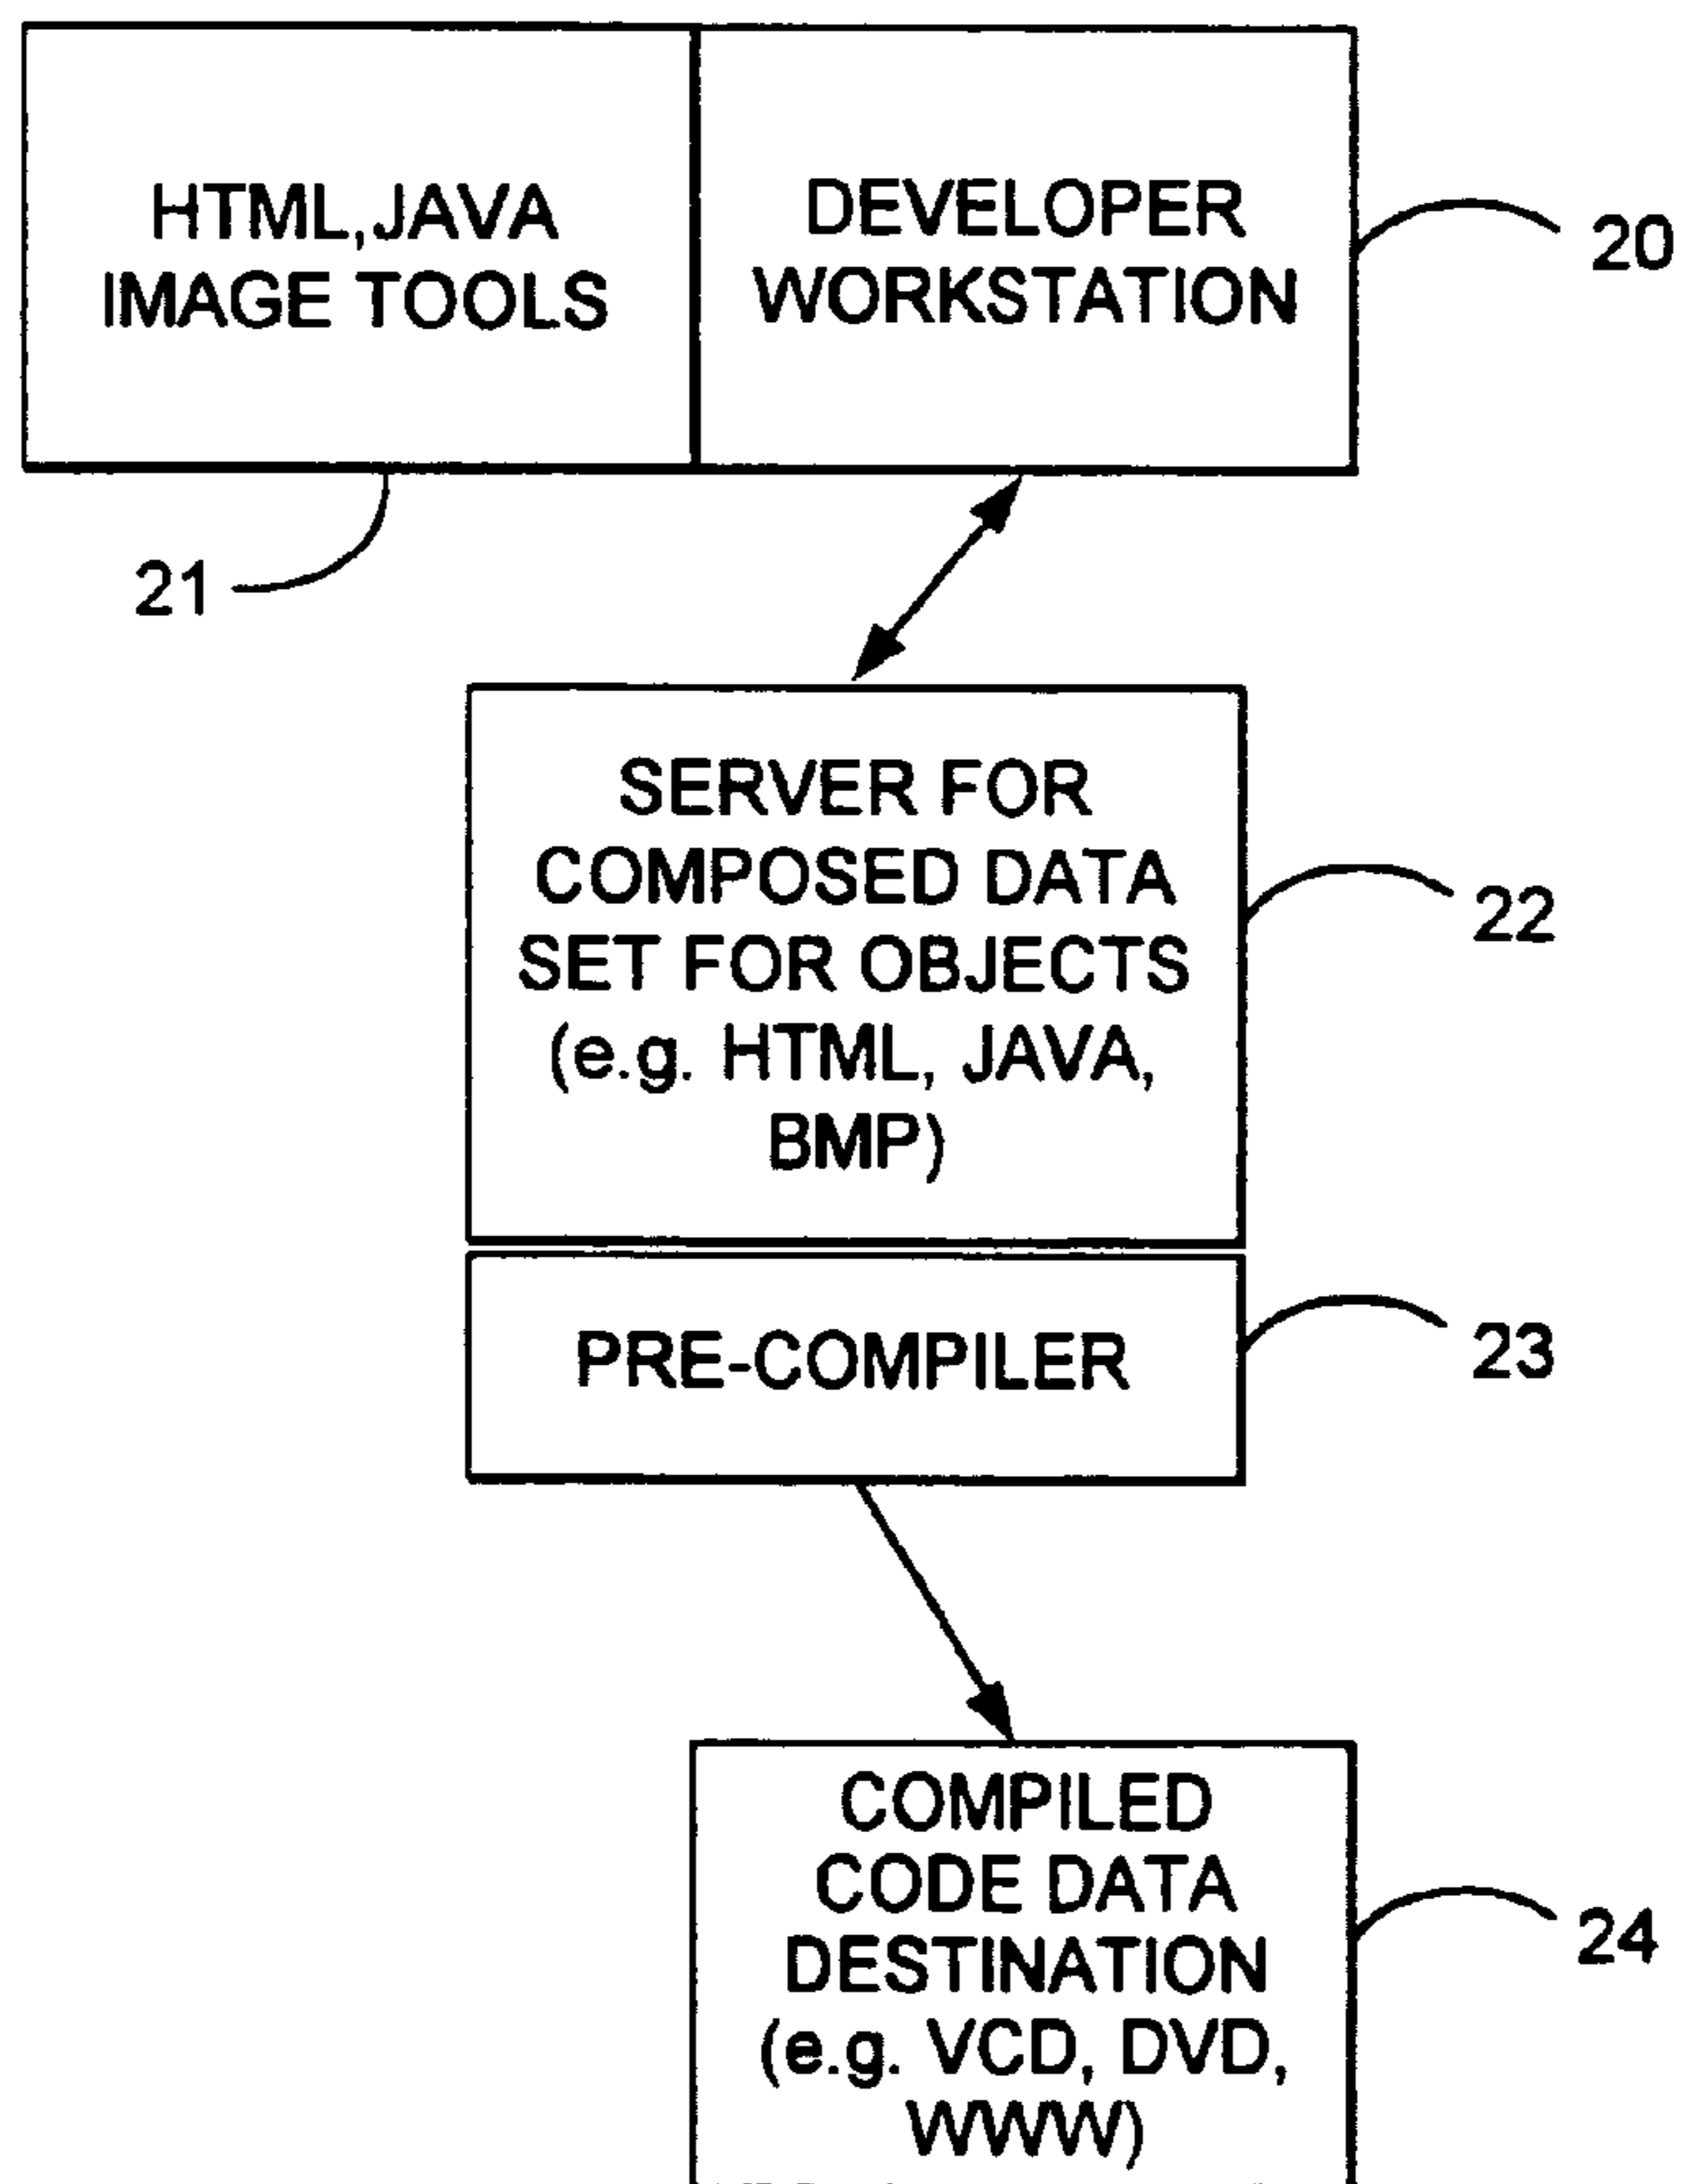 HTML,JAVA
IMAGE TOOLS
DEVELOPER
WORKSTATION
20
21
SERVER FOR
COMPOSED DATA
SET FOR OBJECTS
(e.g. HTML, JAVA,
BMP)
22
PRE-COMPILER
23
COMPILED
CODE DATA
DESTINATION
(e.g. VCD, DVD,
WWW)
24